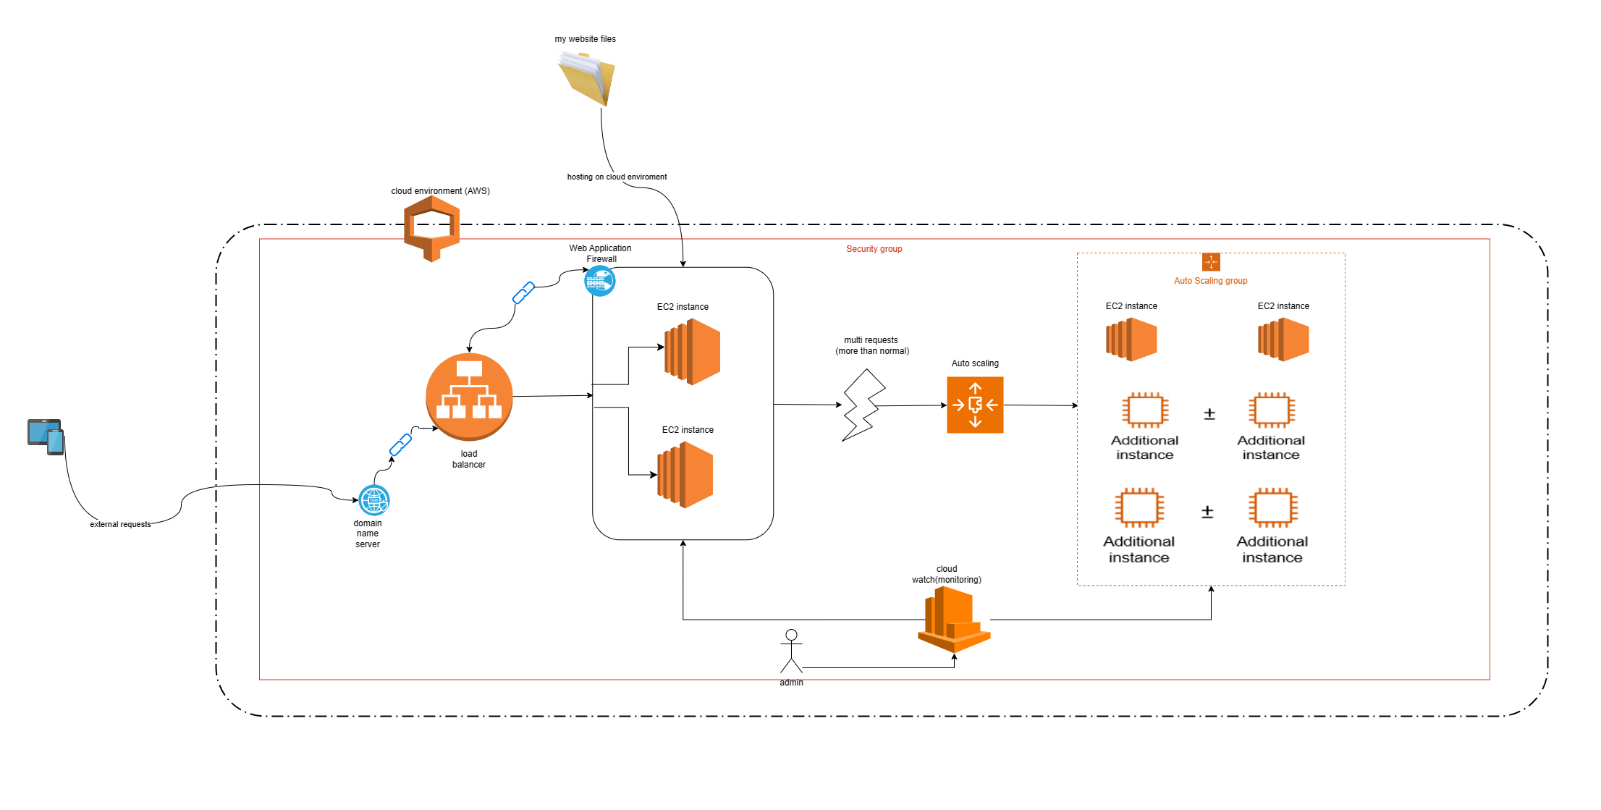 my website files
hosting on cloud enviroment
cloud environment (AWS)
Security group
Web Application
Firewall
Auto Scaling group
EC2 instance
EC2 instance
EC2 instance
multi requests
(more than normal)
Auto scaling
±
Additional
instance
Additional
instance
EC2 instance
load
balancer
external requests
domain
name
server
±
Additional
instance
Additional
instance
cloud
watch(monitoring)
admin